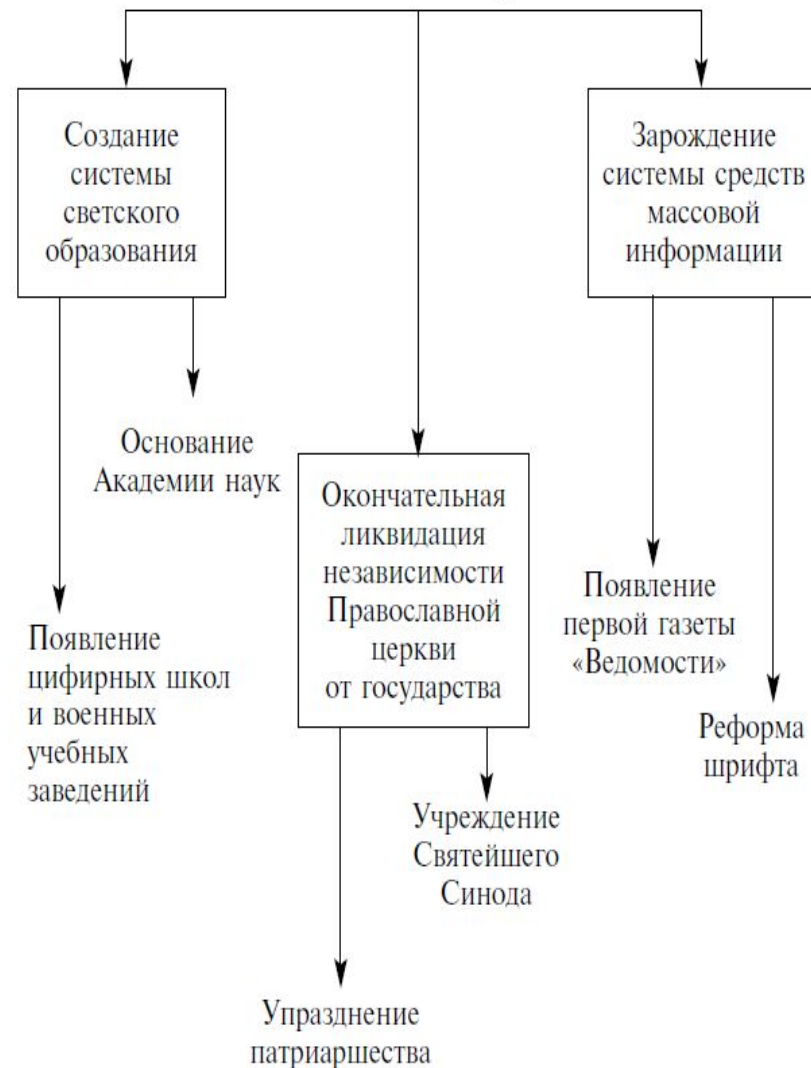 Создание
системы
светского
образования
Зарождение
системы средств
массовой
информации
Основание
Академии наук
Окончательная
ликвидация
независимости
Православной
церкви
от государства
Появление
цифирных школ
и военных
учебных
заведений
Появление
первой газеты
«Ведомости»
Реформа
шрифта
Учреждение
Святейшего
Синода
Упразднение
патриаршества